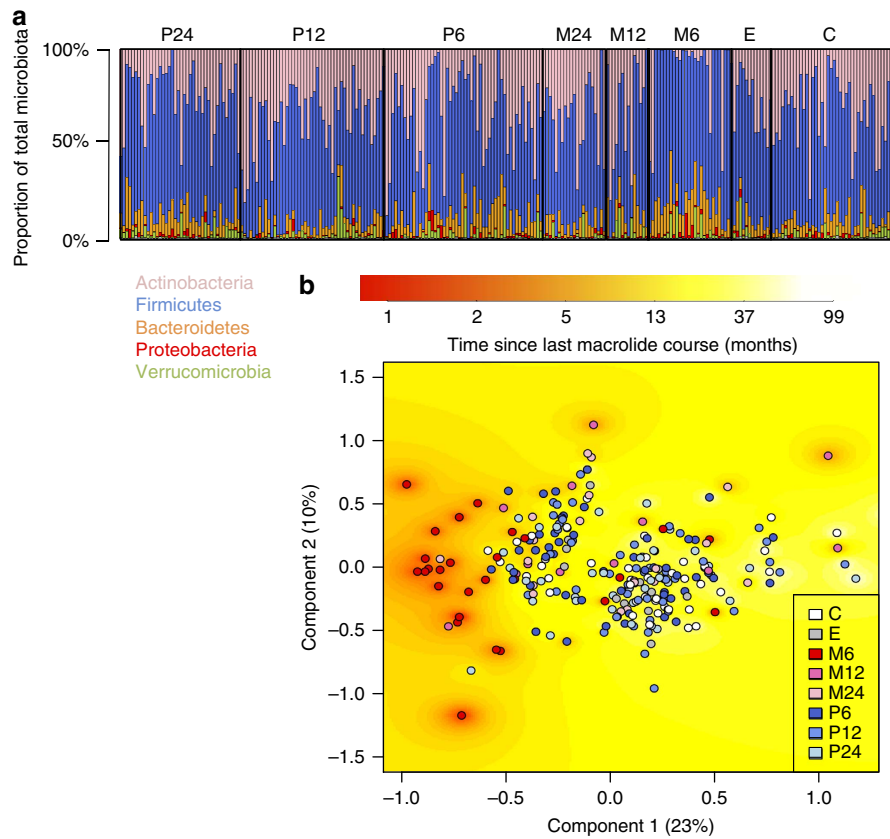 a
P24 P12 P6 M24 M12 M6 E C
100%
50%
0%
Proportion of total microbiota
Actinobacteria
Firmicutes
Bacteroidetes
Proteobacteria
Verrucomicrobia
b
1 2 5 13 37 99
Time since last macrolide course (months)
1.5
1.0
0.5
0.0
−0.5
−1.0
−1.5
Component 2 (10%)
C
E
M6
M12
M24
P6
P12
P24
−1.0 −0.5 0.0 0.5 1.0
Component 1 (23%)